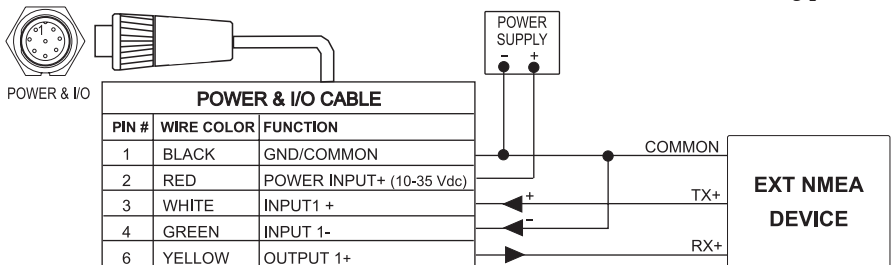 POWER
SUPPLY
- +
1
POWER & I/O
POWER & I/O CABLE
PIN # WIRE COLOR FUNCTION
1 BLACK GND/COMMON
2 RED POWER INPUT+ (10-35 Vdc)
3 WHITE INPUT1 +
4 GREEN INPUT 1-
6 YELLOW OUTPUT 1+
COMMON
+ TX+
-
RX+
EXT NMEA
DEVICE